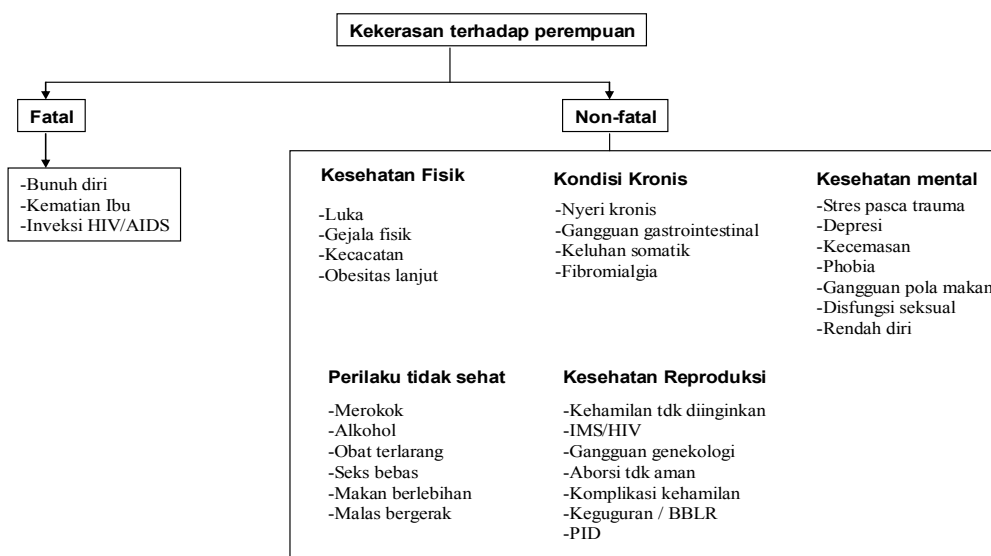 Kekerasan terhadap perempuan
Fatal
-Bunuh diri
-Kematian Ibu
-Inveksi HIV/AIDS
Non-fatal
Kesehatan Fisik
-Luka
-Gejala fisik
-Kecacatan
-Obesitas lanjut
Kondisi Kronis
-Nyeri kronis
-Gangguan gastrointestinal
-Keluhan somatik
-Fibromialgia
Kesehatan mental
-Stres pasca trauma
-Depresi
-Kecemasan
-Phobia
-Gangguan pola makan
-Disfungsi seksual
-Rendah diri
Perilaku tidak sehat
-Merokok
-Alkohol
-Obat terlarang
-Seks bebas
-Makan berlebihan
-Malas bergerak
Kesehatan Reproduksi
-Kehamilan tdk diinginkan
-IMS/HIV
-Gangguan genekologi
-Aborsi tdk aman
-Komplikasi kehamilan
-Keguguran / BBLR
-PID